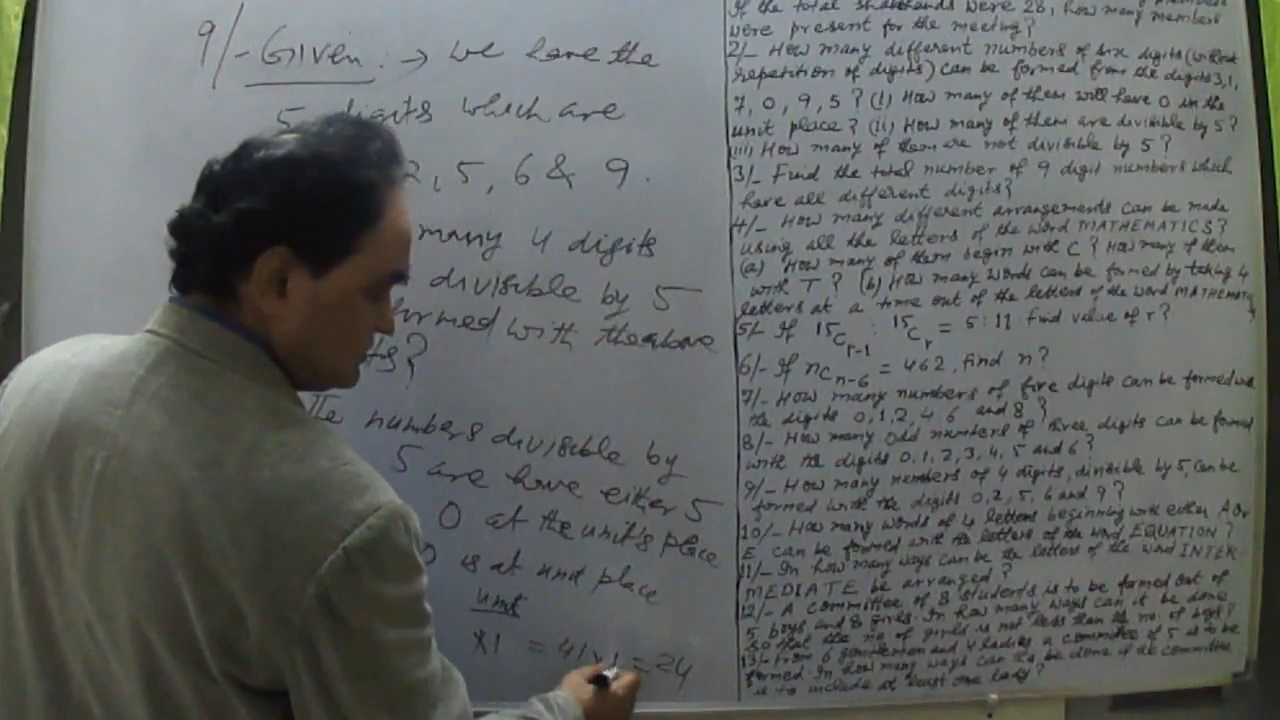 9/- Given :→ we have the
5 digits which are
2, 5, 6 & 9.
many 4 digits
divisible by 5
formed with the above
The numbers divisible by
5 are have either 5
0 at the unit's place
0 is at unit place
unit
×1 = 4!×1 = 24
If the total shakehands were 28, how many members
were present for the meeting?
2/- How many different numbers of six digits (without
repetition of digits) can be formed from the digits 3, 1,
7, 0, 9, 5 ? (i) How many of them will have 0 in the
unit place? (ii) How many of them are divisible by 5?
(iii) How many of them are not divisible by 5 ?
3/- Find the total number of 9 digit numbers which
have all different digits?
4/- How many different arrangements can be made
using all the letters of the word MATHEMATICS?
(a) How many of them begin with C ? How many of them
with T ? (b) How many words can be formed by taking 4
letters at a time out of the letters of the word MATHEMATI
5/- If 15Cr-1 : 15Cr = 5:11 find value of r ?
6/- If nCn-6 = 462, find n ?
7/- How many numbers of five digits can be formed with
the digits 0, 1, 2, 4 6 and 8 ?
8/- How many odd numbers of three digits can be formed
with the digits 0, 1, 2, 3, 4, 5 and 6 ?
9/- How many numbers of 4 digits, divisible by 5, can be
formed with the digits 0, 2, 5, 6 and 9 ?
10/- How many words of 4 letters beginning with either A or
E can be formed with the letters of the word EQUATION ?
11/- In how many ways can be the letters of the word INTER-
MEDIATE be arranged ?
12/- A committee of 8 students is to be formed out of
5 boys and 8 girls. In how many ways can it be done
so that the no. of girls is not less than the no. of boys?
13/- From 6 gentlemen and 4 ladies a committee of 5 is to be
formed. In how many ways can this be done if the committee
is to include at least one lady?